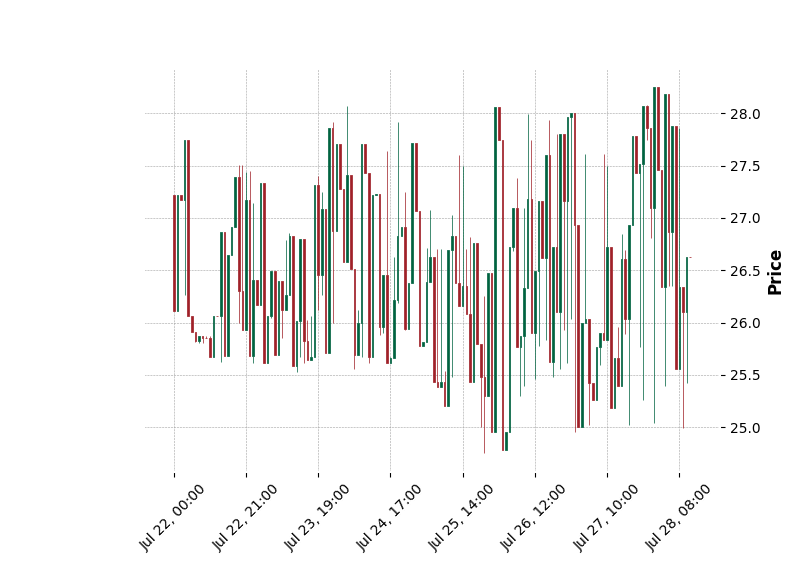 28.0
27.5
27.0
26.5
26.0
25.5
25.0
Price
Jul 22, 00:00
Jul 22, 21:00
Jul 23, 19:00
Jul 24, 17:00
Jul 25, 14:00
Jul 26, 12:00
Jul 27, 10:00
Jul 28, 08:00